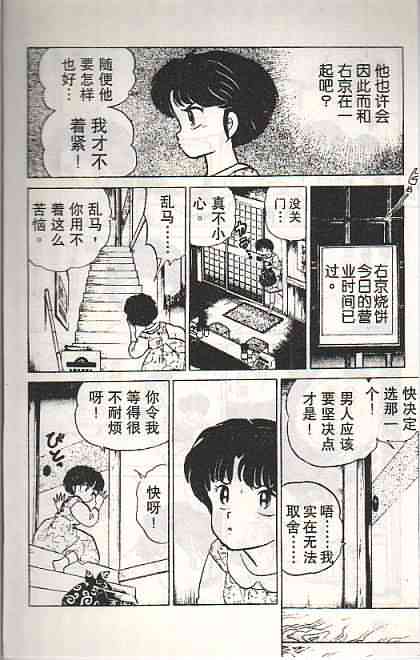 他也许会
因此而和
右京在一
起吧？
随便他
要怎样
也好…
我才不
着紧！
右京烧饼
今日的营
业时间已
过。
没关
门…
真不小
心。
乱马……
乱马，
你用不
着这么
苦恼。
快决定
选那一
个！
男人应该
要坚决点
才是！
唔……我
实在无法
取舍……
你令我
等得很
不耐烦
呀！
快呀！
びとっ